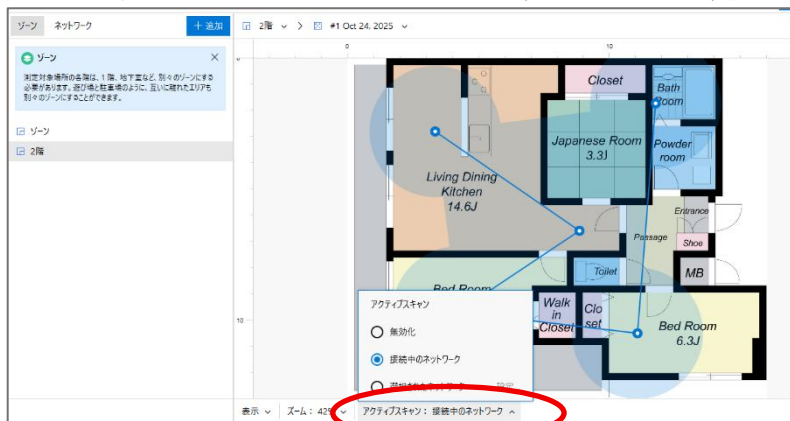 ゾーン ネットワーク ＋追加 2階 > #1 Oct 24, 2025
ゾーン
測定対象場所の各階は、1 階、地下室など、別々のゾーンにする
必要があります。遊び場と駐車場のように、互いに離れたエリアも
別々のゾーンにすることができます。
ゾーン
2階
0 10
0
10
Closet
Bath
Room
Japanese Room
3.3J
Powder
room
Living Dining
Kitchen
14.6J
Entrance
Passage
Shoe
Toilet
MB
Bed Room
Walk
in
Closet
Clo
set
Bed Room
6.3J
アクティブスキャン
無効化
接続中のネットワーク
表示 ズーム： 42% アクティブスキャン： 接続中のネットワーク